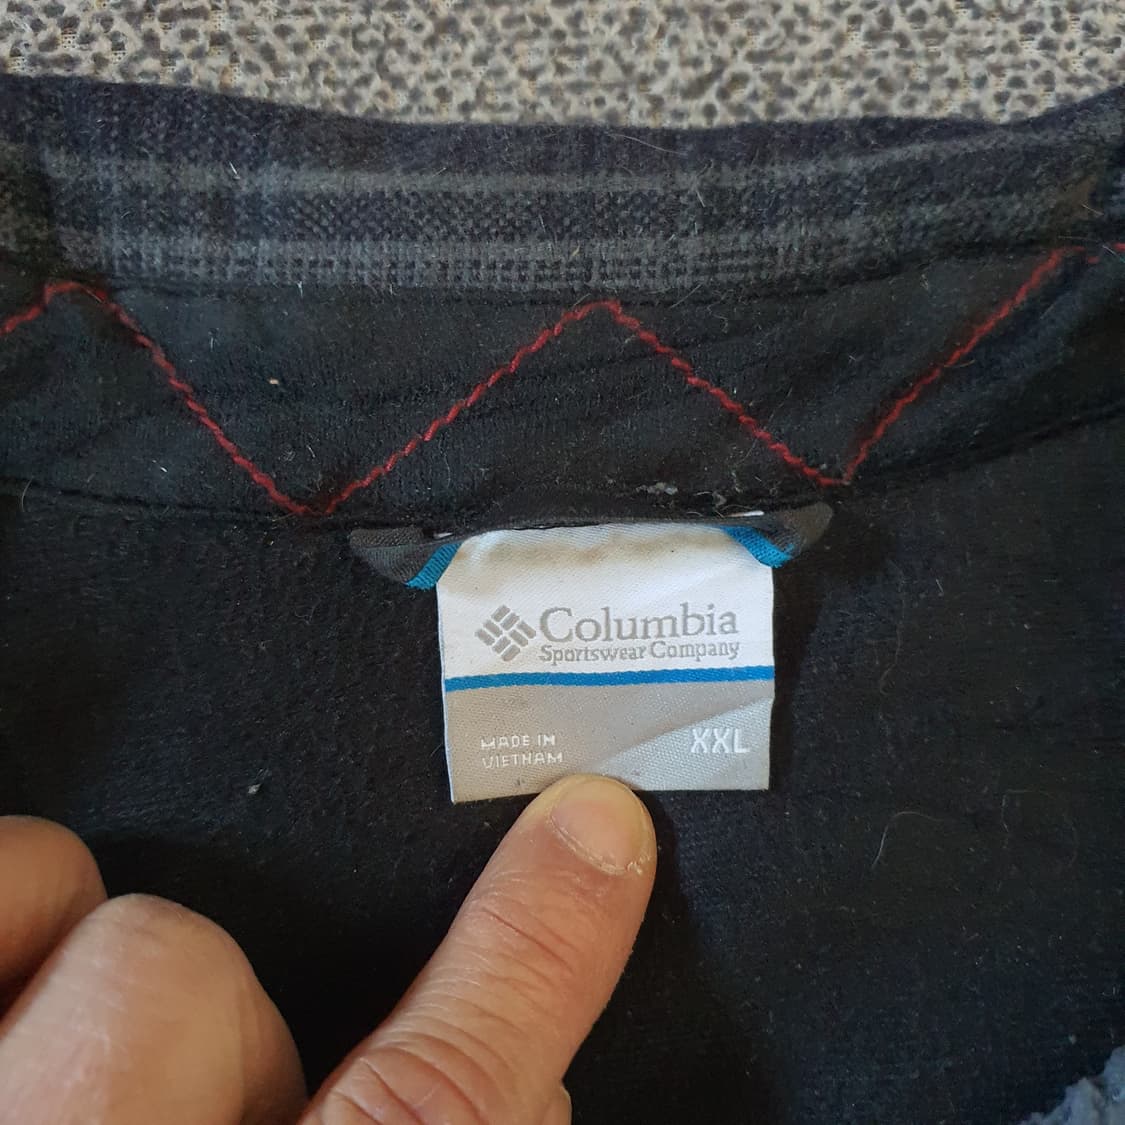 Columbia
Sportswear Company
MADE IN
VIETNAM
XXL